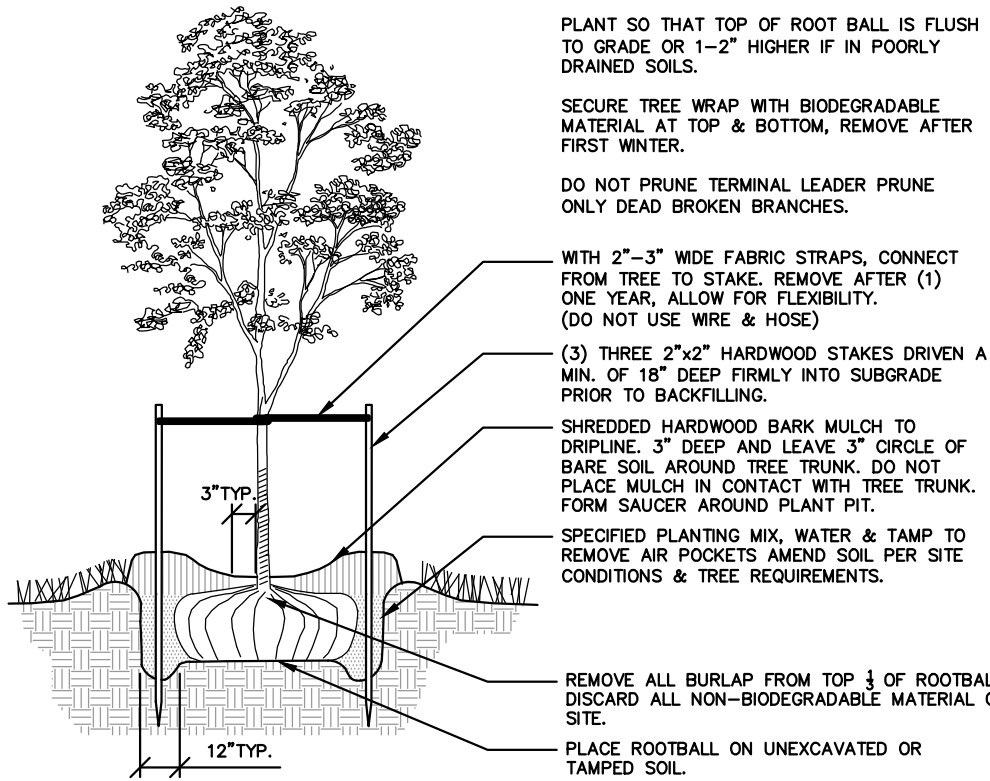 PLANT SO THAT TOP OF ROOT BALL IS FLUSH
TO GRADE OR 1–2" HIGHER IF IN POORLY
DRAINED SOILS.
SECURE TREE WRAP WITH BIODEGRADABLE
MATERIAL AT TOP & BOTTOM, REMOVE AFTER
FIRST WINTER.
DO NOT PRUNE TERMINAL LEADER PRUNE
ONLY DEAD BROKEN BRANCHES.
WITH 2"–3" WIDE FABRIC STRAPS, CONNECT
FROM TREE TO STAKE. REMOVE AFTER (1)
ONE YEAR, ALLOW FOR FLEXIBILITY.
(DO NOT USE WIRE & HOSE)
(3) THREE 2"x2" HARDWOOD STAKES DRIVEN A
MIN. OF 18" DEEP FIRMLY INTO SUBGRADE
PRIOR TO BACKFILLING.
SHREDDED HARDWOOD BARK MULCH TO
DRIPLINE. 3" DEEP AND LEAVE 3" CIRCLE OF
BARE SOIL AROUND TREE TRUNK. DO NOT
PLACE MULCH IN CONTACT WITH TREE TRUNK.
FORM SAUCER AROUND PLANT PIT.
3"TYP.
SPECIFIED PLANTING MIX, WATER & TAMP TO
REMOVE AIR POCKETS AMEND SOIL PER SITE
CONDITIONS & TREE REQUIREMENTS.
REMOVE ALL BURLAP FROM TOP 1/3 OF
DISCARD ALL NON–BIODEGRADABLE MATERIAL
SITE.
PLACE ROOTBALL ON UNEXCAVATED OR
TAMPED SOIL.
12"TYP.